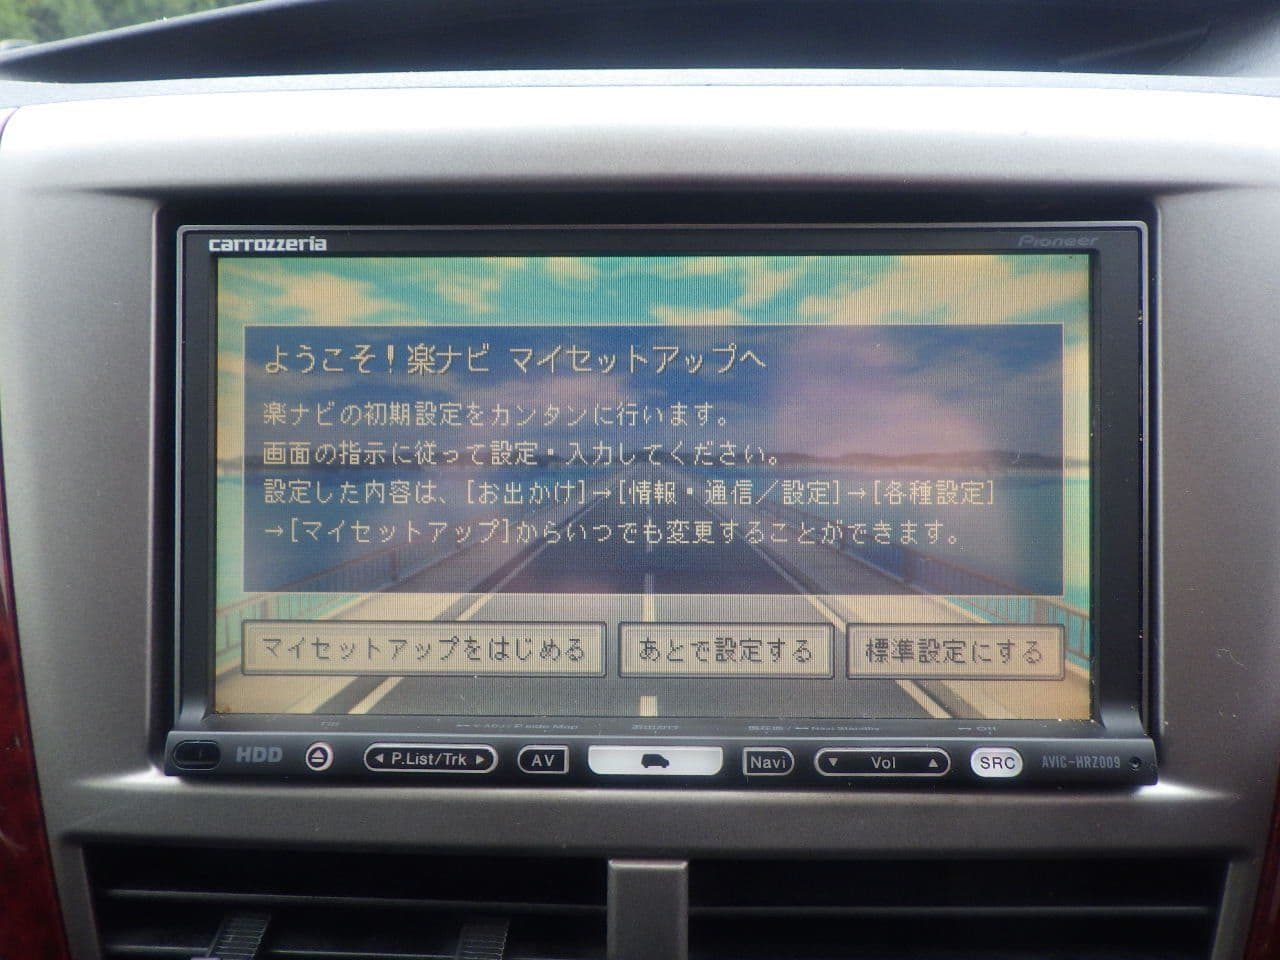 carrozzeria
Pioneer
ようこそ！楽ナビ マイセットアップへ
楽ナビの初期設定をカンタンに行います。
画面の指示に従って設定・入力してください。
設定した内容は、[お出かけ]→[情報・通信／設定]→[各種設定]
→[マイセットアップ]からいつでも変更することができます。
マイセットアップをはじめる
あとで設定する
標準設定にする
お出かけ
Off
HDD
P.List/Trk
AV
Navi
Vol
SRC
AVIC-HRZ009